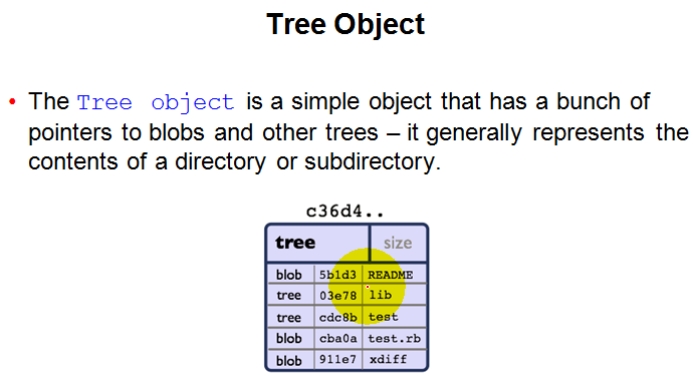 Tree Object
• The Tree object is a simple object that has a bunch of
pointers to blobs and other trees – it generally represents the
contents of a directory or subdirectory.
c36d4..
tree size
blob 5b1d3 README
tree 03e78 lib
tree cdc8b test
blob cba0a test.rb
blob 911e7 xdiff